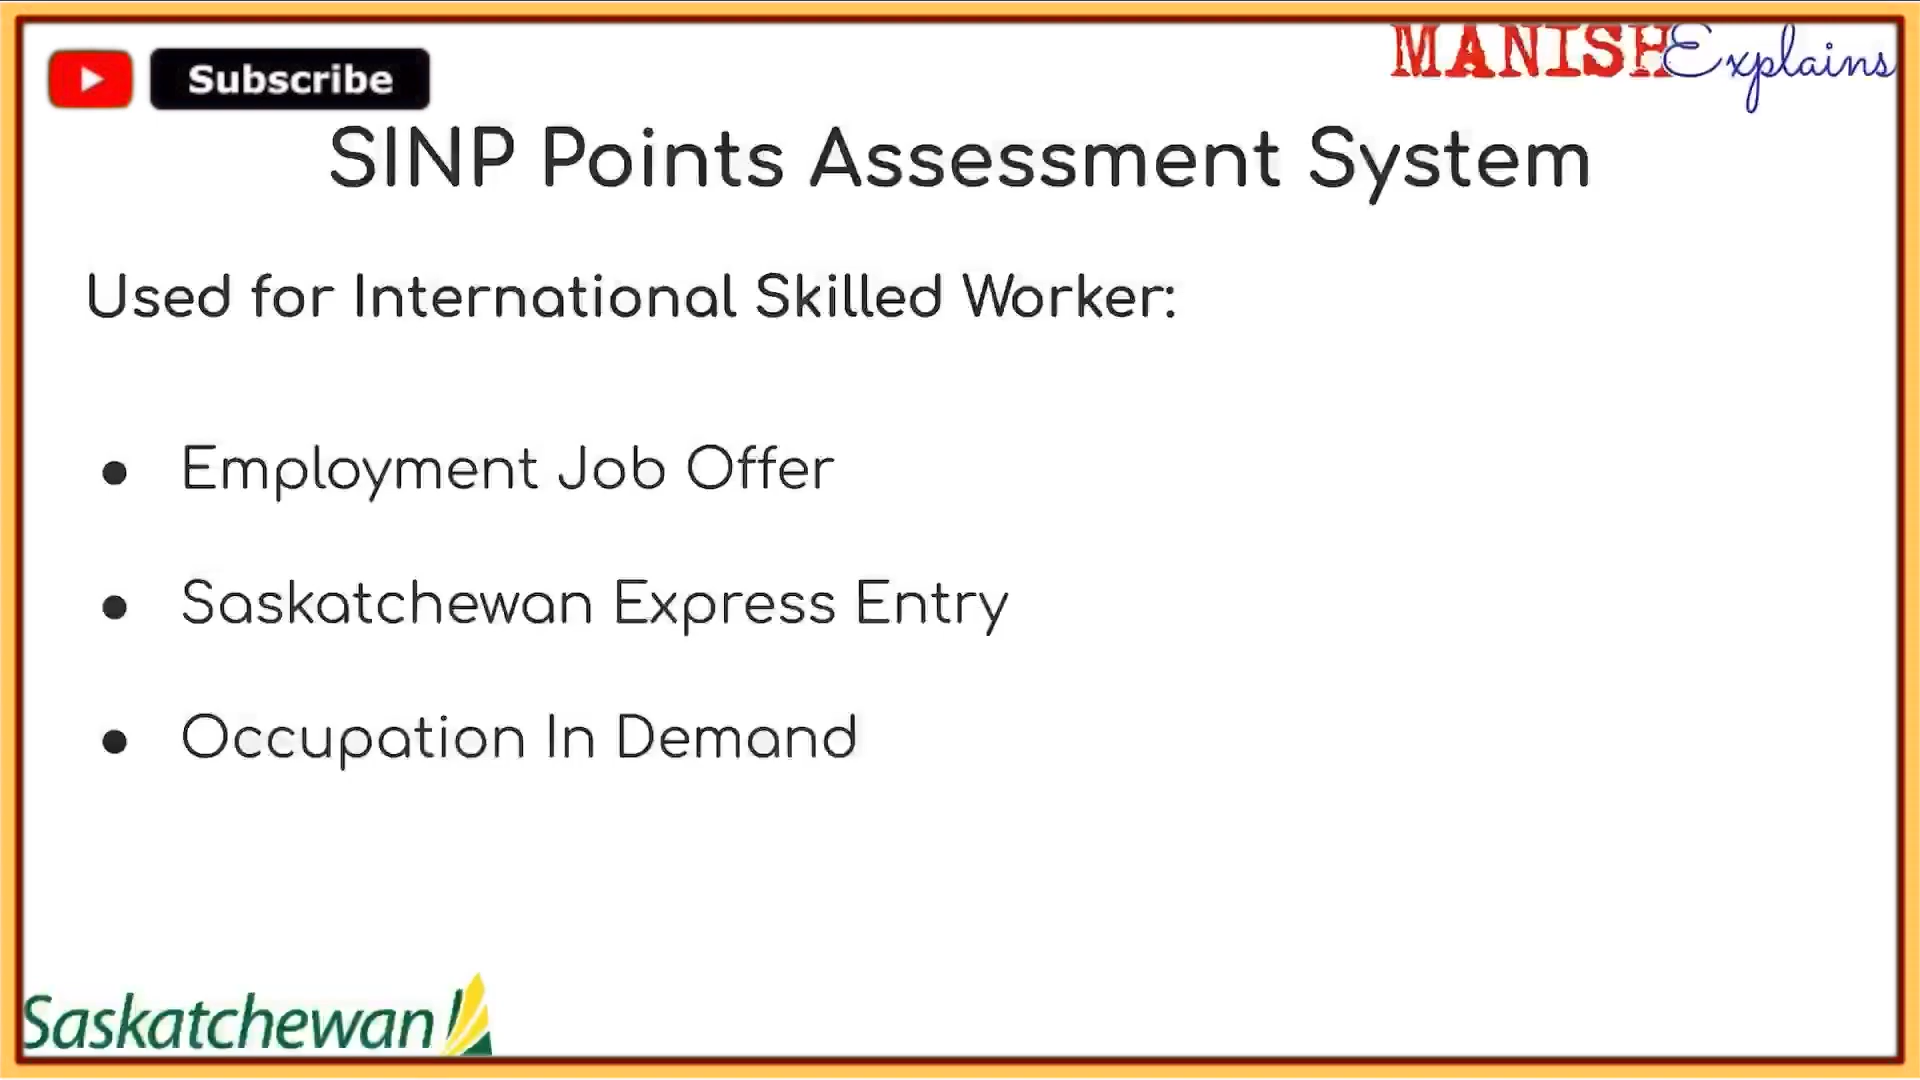 MANISH Explains
Subscribe
SINP Points Assessment System
Used for International Skilled Worker:
● Employment Job Offer
● Saskatchewan Express Entry
● Occupation In Demand
Saskatchewan